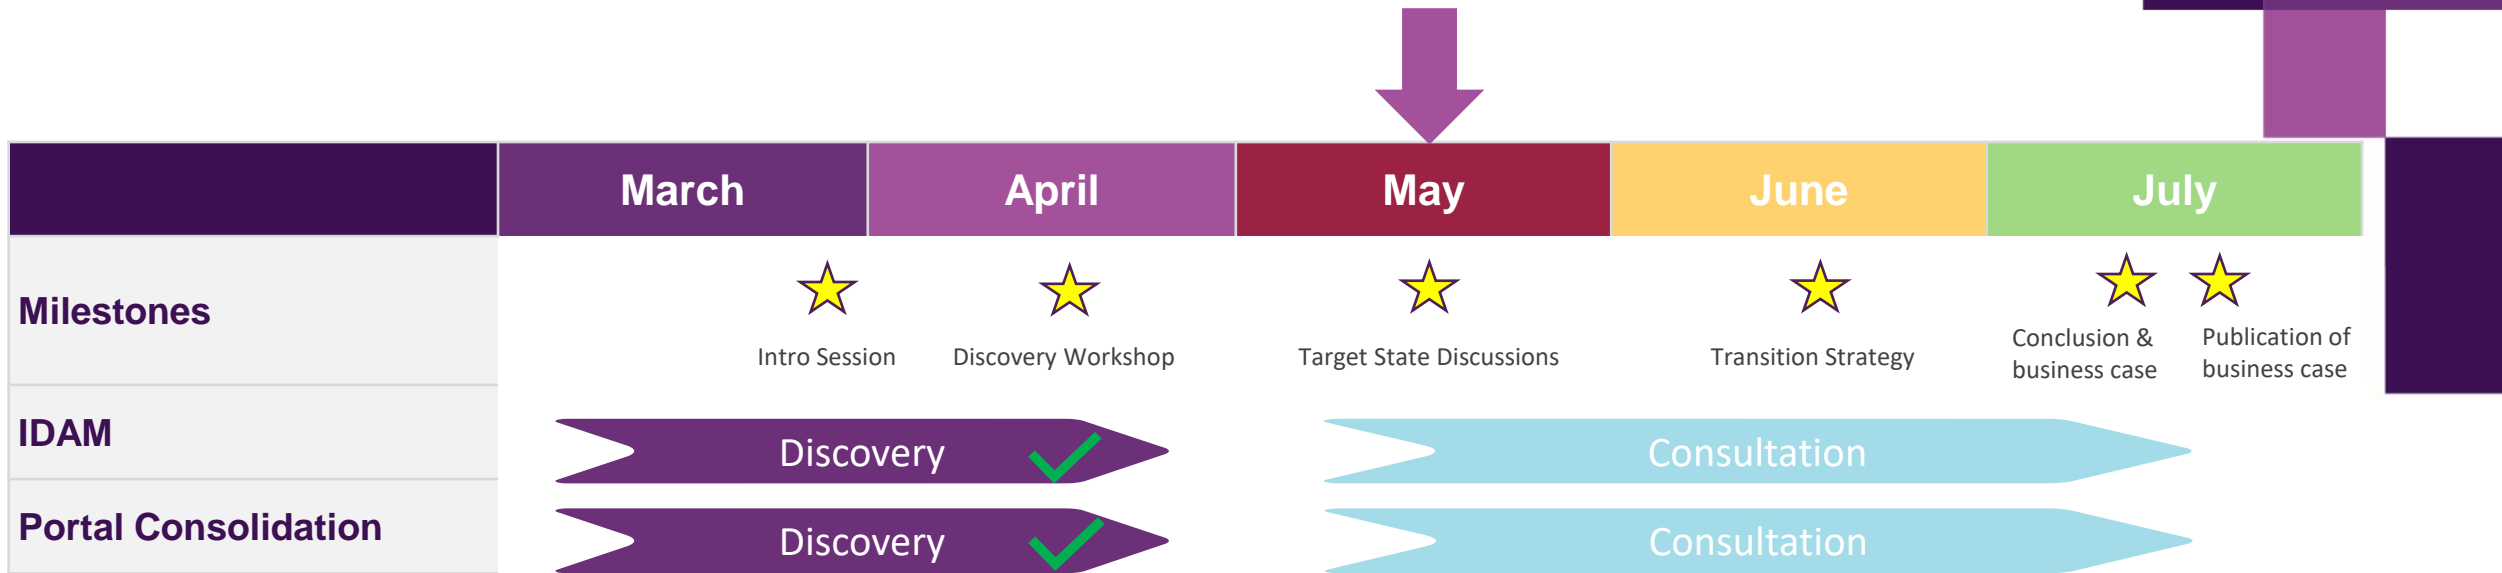 March April May June July
Milestones
Intro Session Discovery Workshop Target State Discussions Transition Strategy
Conclusion &
business case
Publication of
business case
IDAM Discovery Consultation
Portal Consolidation Discovery Consultation